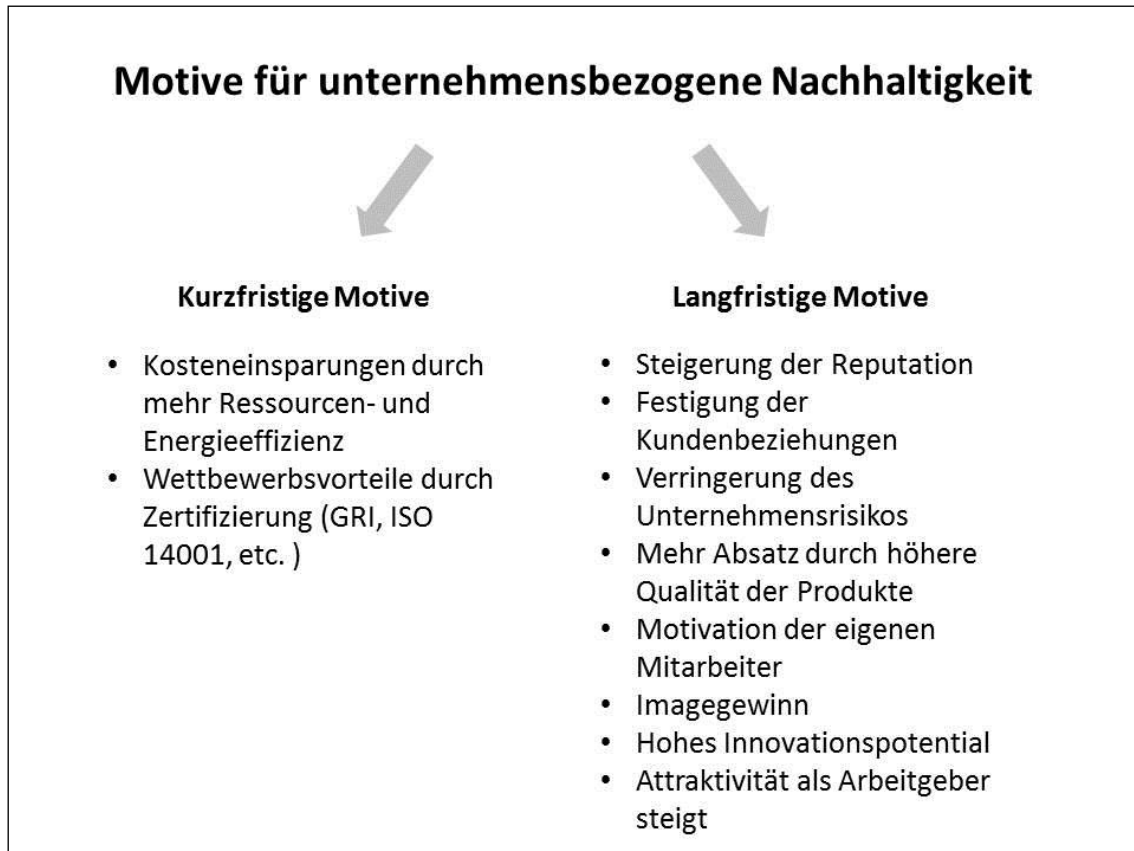 Motive für unternehmensbezogene Nachhaltigkeit
Kurzfristige Motive
• Kosteneinsparungen durch
mehr Ressourcen- und
Energieeffizienz
• Wettbewerbsvorteile durch
Zertifizierung (GRI, ISO
14001, etc. )
Langfristige Motive
• Steigerung der Reputation
• Festigung der
Kundenbeziehungen
• Verringerung des
Unternehmensrisikos
• Mehr Absatz durch höhere
Qualität der Produkte
• Motivation der eigenen
Mitarbeiter
• Imagegewinn
• Hohes Innovationspotential
• Attraktivität als Arbeitgeber
steigt